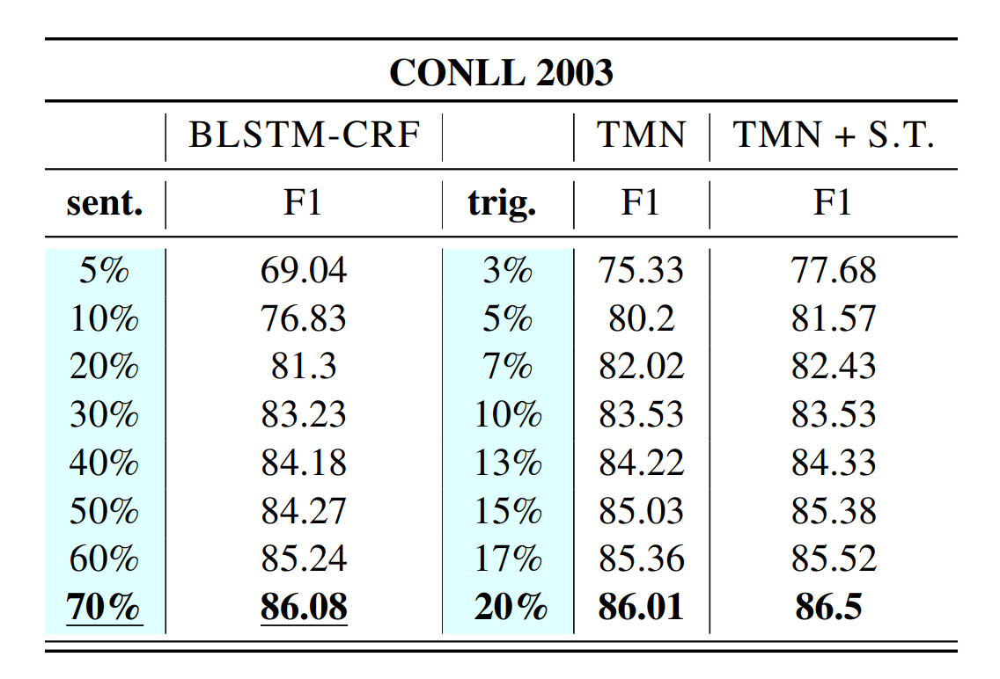 CONLL 2003
BLSTM-CRF TMN TMN + S.T.
sent. F1 trig. F1 F1
5% 69.04 3% 75.33 77.68
10% 76.83 5% 80.2 81.57
20% 81.3 7% 82.02 82.43
30% 83.23 10% 83.53 83.53
40% 84.18 13% 84.22 84.33
50% 84.27 15% 85.03 85.38
60% 85.24 17% 85.36 85.52
70% 86.08 20% 86.01 86.5